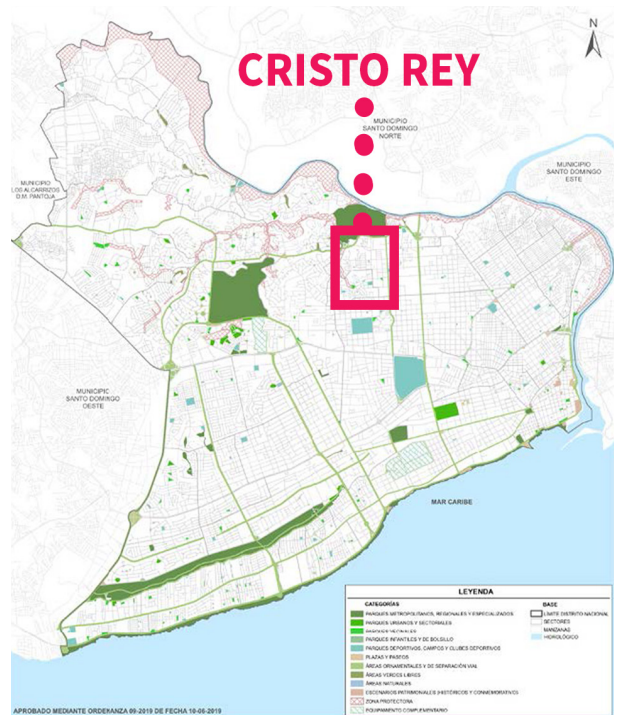 N
CRISTO REY
MUNICIPIO
SANTO DOMINGO
NORTE
MUNICIPIO
SANTO DOMINGO
ESTE
MUNICIPIO
LOS ALCARRIZOS
D.M. PANTOJA
MUNICIPIO
SANTO DOMINGO
OESTE
MAR CARIBE
LEYENDA
CATEGORÍAS
PARQUES METROPOLITANOS, REGIONALES Y ESPECIALIZADOS
PARQUES URBANOS Y SECTORIALES
PARQUES VECINALES
PARQUES INFANTILES Y DE BOLSILLO
PARQUES DEPORTIVOS, CAMPOS Y CLUBES DEPORTIVOS
PLAZAS Y PASEOS
ÁREAS ORNAMENTALES Y DE SEPARACIÓN VIAL
ÁREAS VERDES LIBRES
ÁREAS NATURALES
ESCENARIOS PATRIMONIALES (HISTÓRICOS Y CONMEMORATIVOS)
ZONA PROTECTORA
EQUIPAMIENTO COMPLEMENTARIO
BASE
LÍMITE DISTRITO NACIONAL
SECTORES
MANZANAS
HIDROLÓGICO
APROBADO MEDIANTE ORDENANZA 09-2019 DE FECHA 10-06-2019